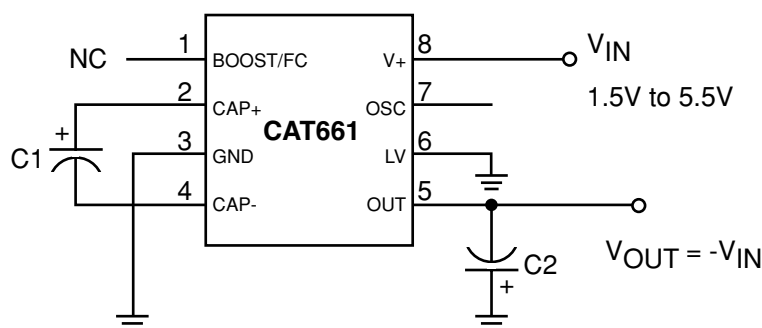 NC
1
BOOST/FC
V+
8
VIN
2
CAP+
OSC
7
1.5V to 5.5V
+
C1
CAT661
3
GND
LV
6
4
CAP-
OUT
5
C2
+
VOUT = -VIN